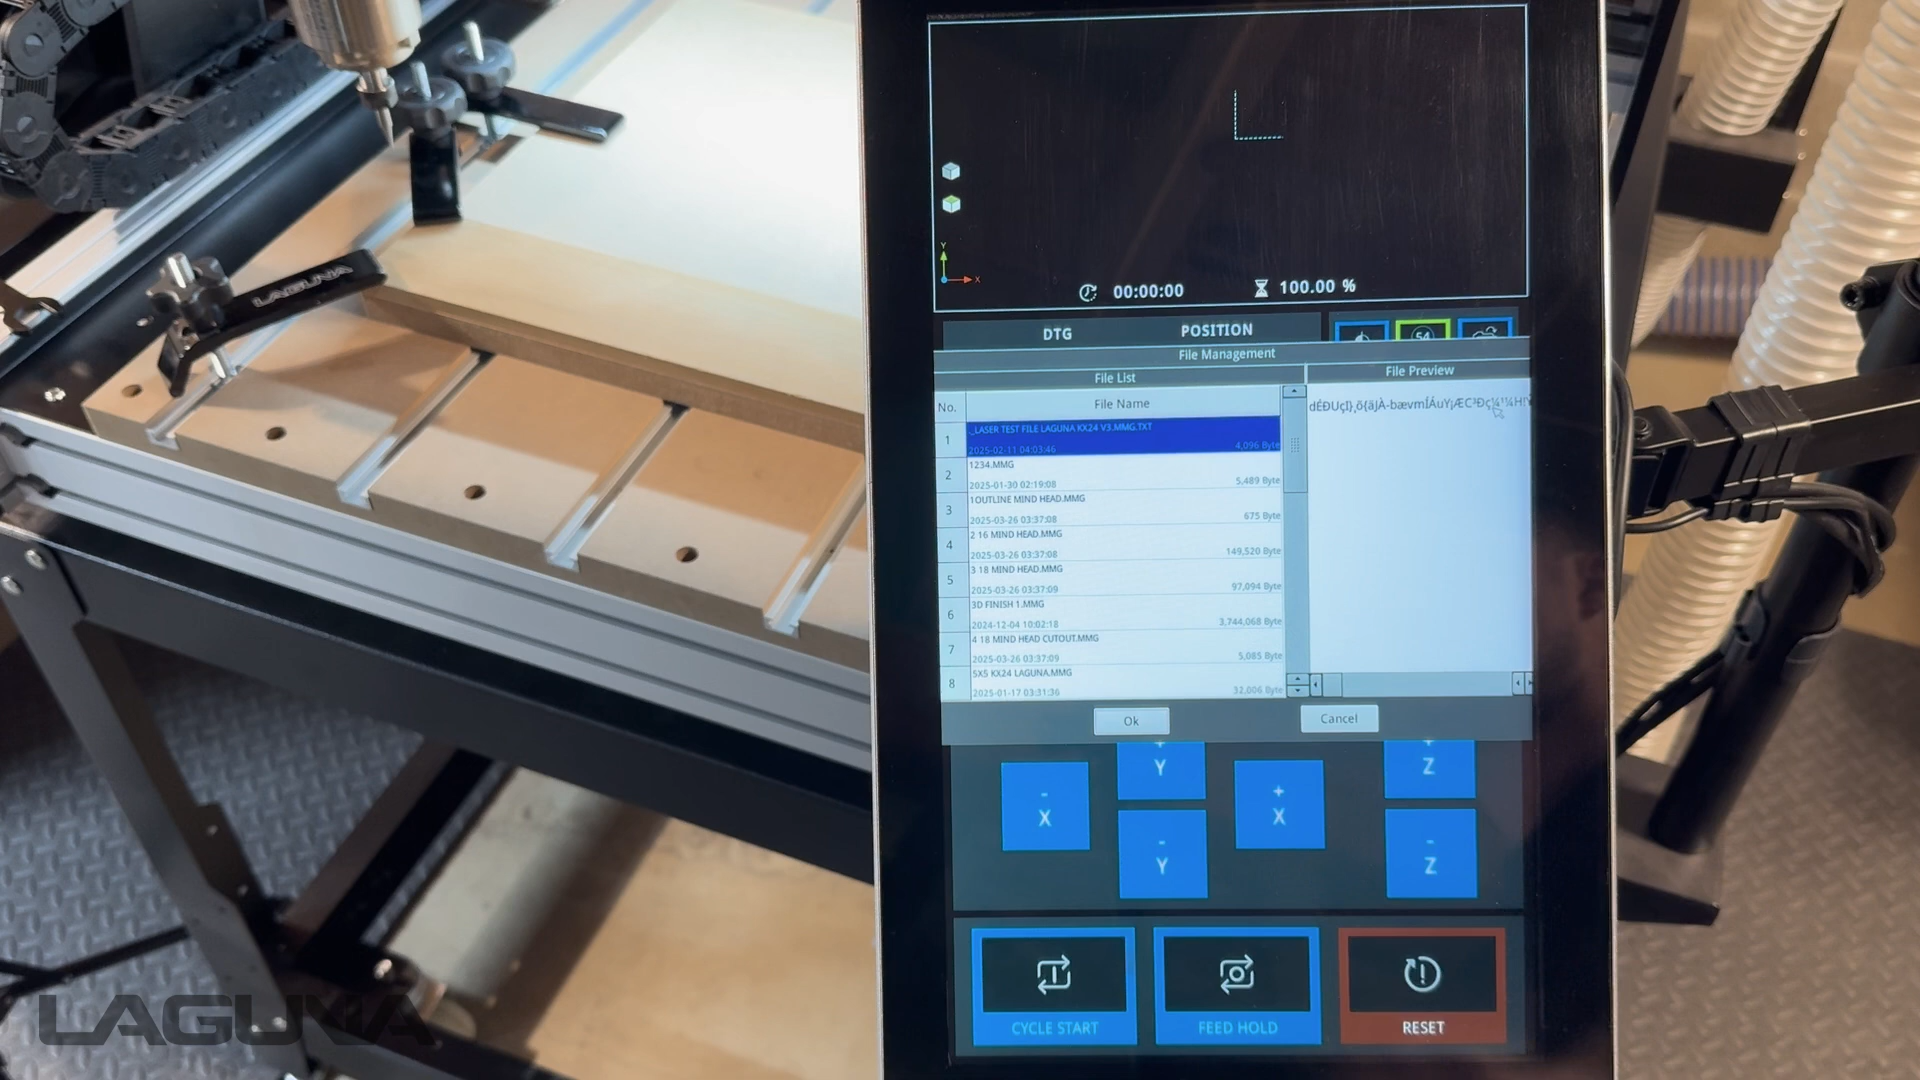 LAGUNA
Y
X
00:00:00
100.00 %
DTG
POSITION
54
File Management
File List
File Preview
No.
File Name
1
._LASER TEST FILE LAGUNA KX24 V3.MMG.TXT
2025-02-11 04:03:46
4,096 Byte
2
1234.MMG
2025-01-30 02:19:08
5,489 Byte
3
1OUTLINE MIND HEAD.MMG
2025-03-26 03:37:08
675 Byte
4
2 16 MIND HEAD.MMG
2025-03-26 03:37:08
149,520 Byte
5
3 18 MIND HEAD.MMG
2025-03-26 03:37:09
97,094 Byte
6
3D FINISH 1.MMG
2024-12-04 10:02:18
3,744,068 Byte
7
4 18 MIND HEAD CUTOUT.MMG
2025-03-26 03:37:09
5,085 Byte
8
5X5 KX24 LAGUNA.MMG
2025-01-17 03:31:36
32,006 Byte
Ok
Cancel
- X
+ Y
- Y
+ X
+ Z
- Z
CYCLE START
FEED HOLD
RESET
LAGUNA